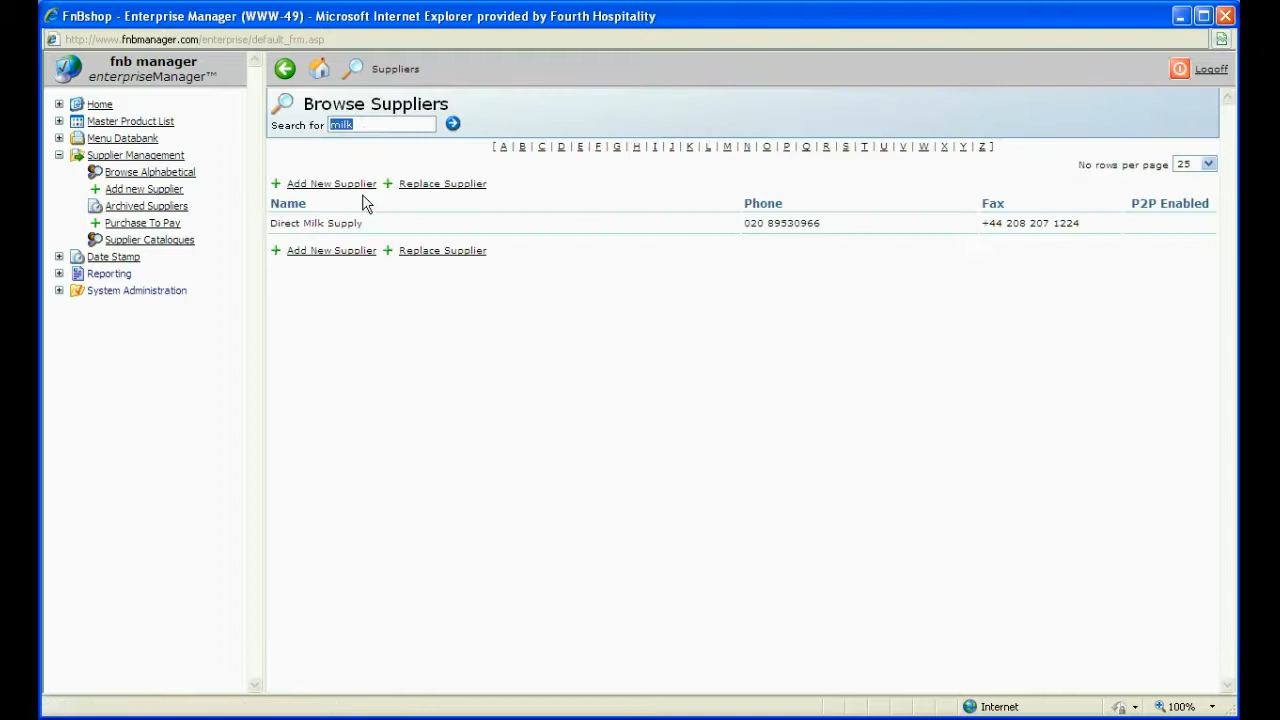 FnBshop - Enterprise Manager (WWW-49) - Microsoft Internet Explorer provided by Fourth Hospitality
http://www.fnbmanager.com/enterprise/default_frm.asp
fnb manager
enterpriseManager™
Suppliers
Logoff
Home
Master Product List
Menu Databank
Supplier Management
Browse Alphabetical
Add new Supplier
Archived Suppliers
Purchase To Pay
Supplier Catalogues
Date Stamp
Reporting
System Administration
Browse Suppliers
Search for milk
[ A B C D E F G H I J K L M N O P Q R S T U V W X Y Z ]
No rows per page 25
Add New Supplier Replace Supplier
Name Phone Fax P2P Enabled
Direct Milk Supply 020 89530966 +44 208 207 1224
Add New Supplier Replace Supplier
Internet 100%